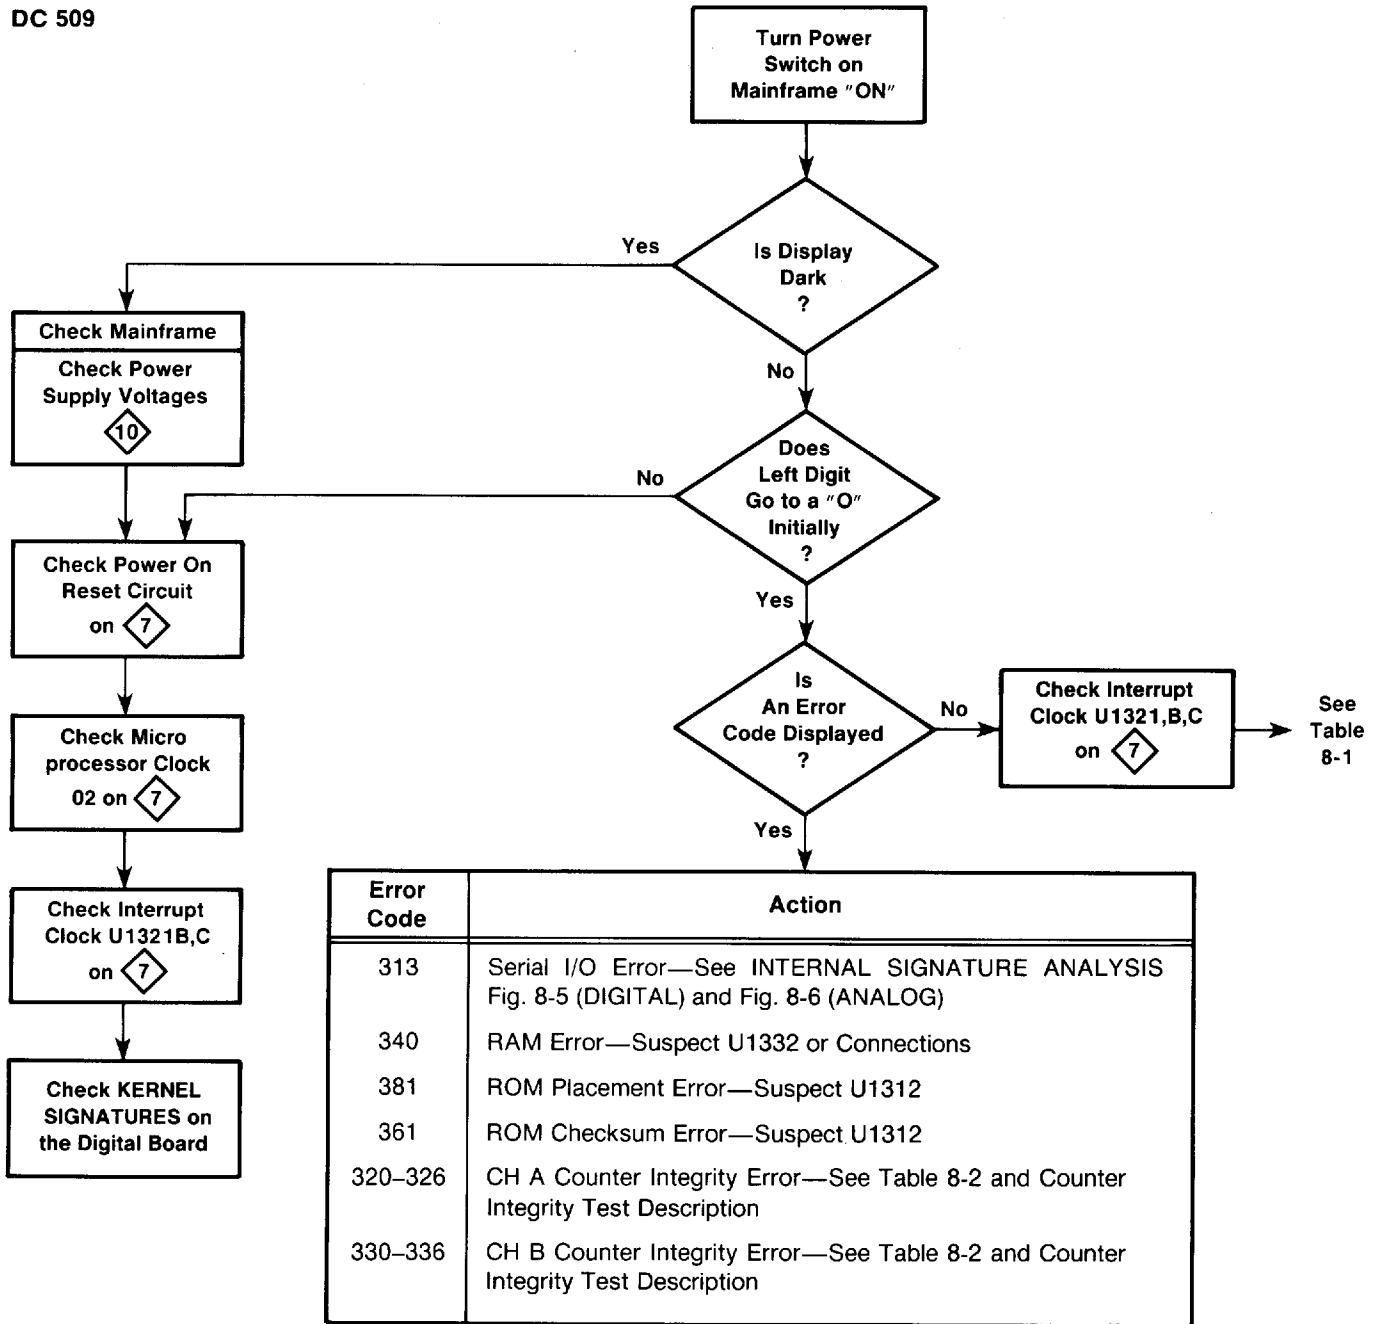 DC 509
Turn Power
Switch on
Mainframe "ON"
Is Display
Dark
?
Yes
No
Check Mainframe
Check Power
Supply Voltages
10
Does
Left Digit
Go to a "O"
Initially
?
No
Yes
Check Power On
Reset Circuit
on 7
Is
An Error
Code Displayed
?
No
Yes
Check Interrupt
Clock U1321,B,C
on 7
See
Table
8-1
Check Micro
processor Clock
02 on 7
Check Interrupt
Clock U1321B,C
on 7
Check KERNEL
SIGNATURES on
the Digital Board
Error
Code
Action
313 Serial I/O Error—See INTERNAL SIGNATURE ANALYSIS
Fig. 8-5 (DIGITAL) and Fig. 8-6 (ANALOG)
340 RAM Error—Suspect U1332 or Connections
381 ROM Placement Error—Suspect U1312
361 ROM Checksum Error—Suspect U1312
320–326 CH A Counter Integrity Error—See Table 8-2 and Counter
Integrity Test Description
330–336 CH B Counter Integrity Error—See Table 8-2 and Counter
Integrity Test Description